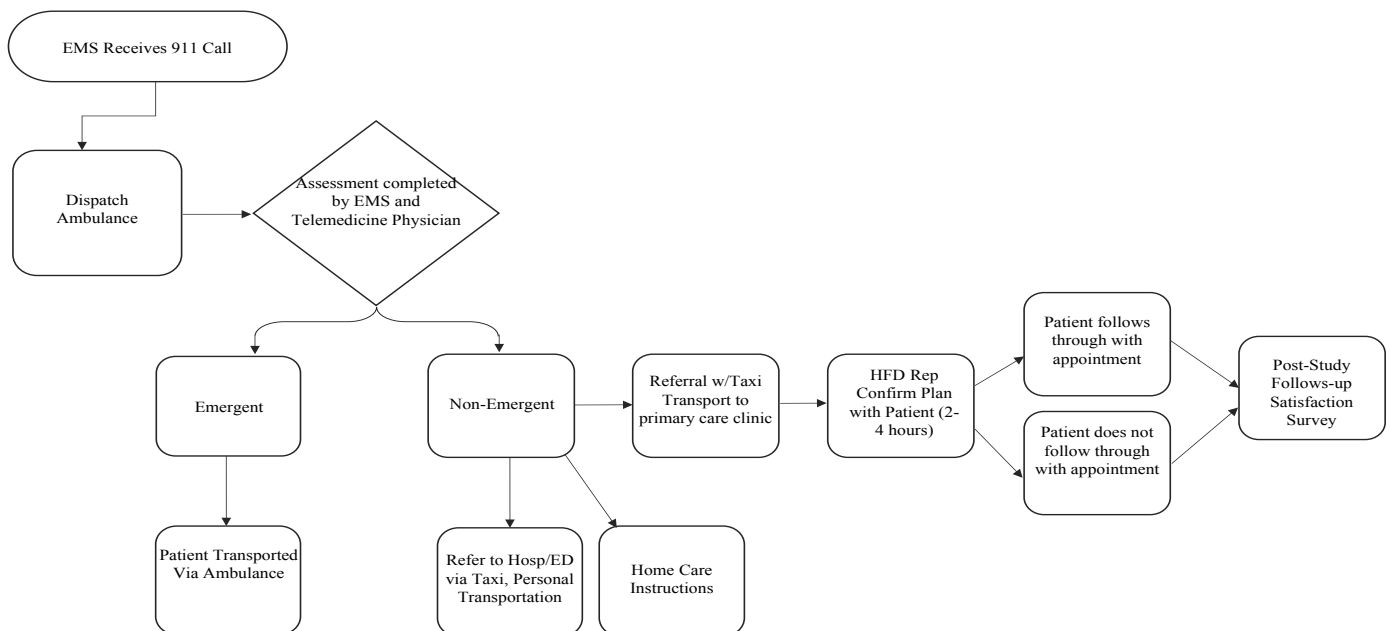 EMS Receives 911 Call
Dispatch
Ambulance
Assessment completed
by EMS and
Telemedicine Physician
Emergent
Non-Emergent
Referral w/Taxi
Transport to
primary care clinic
HFD Rep
Confirm Plan
with Patient (2-
4 hours)
Patient follows
through with
appointment
Patient does not
follow through
with appointment
Post-Study
Follows-up
Satisfaction
Survey
Patient Transported
Via Ambulance
Refer to Hosp/ED
via Taxi, Personal
Transportation
Home Care
Instructions